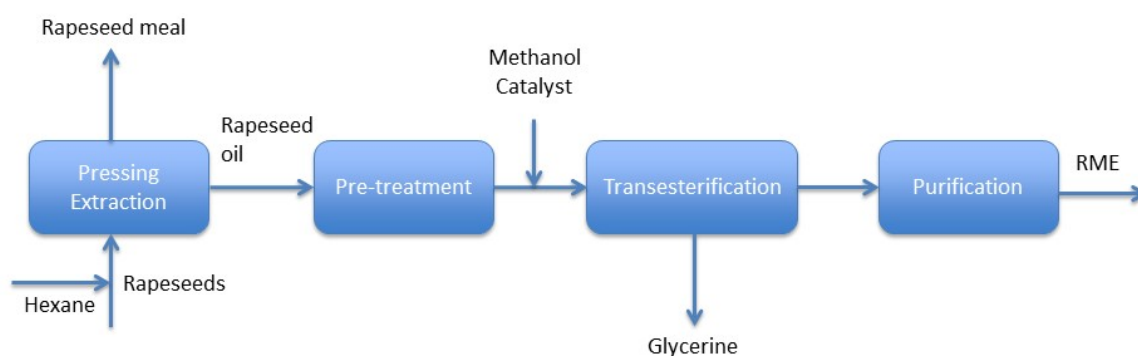 Rapeseed meal
Methanol
Catalyst
Rapeseed
oil
Pressing
Extraction
Pre-treatment
Transesterification
Purification
RME
Hexane
Rapeseeds
Glycerine